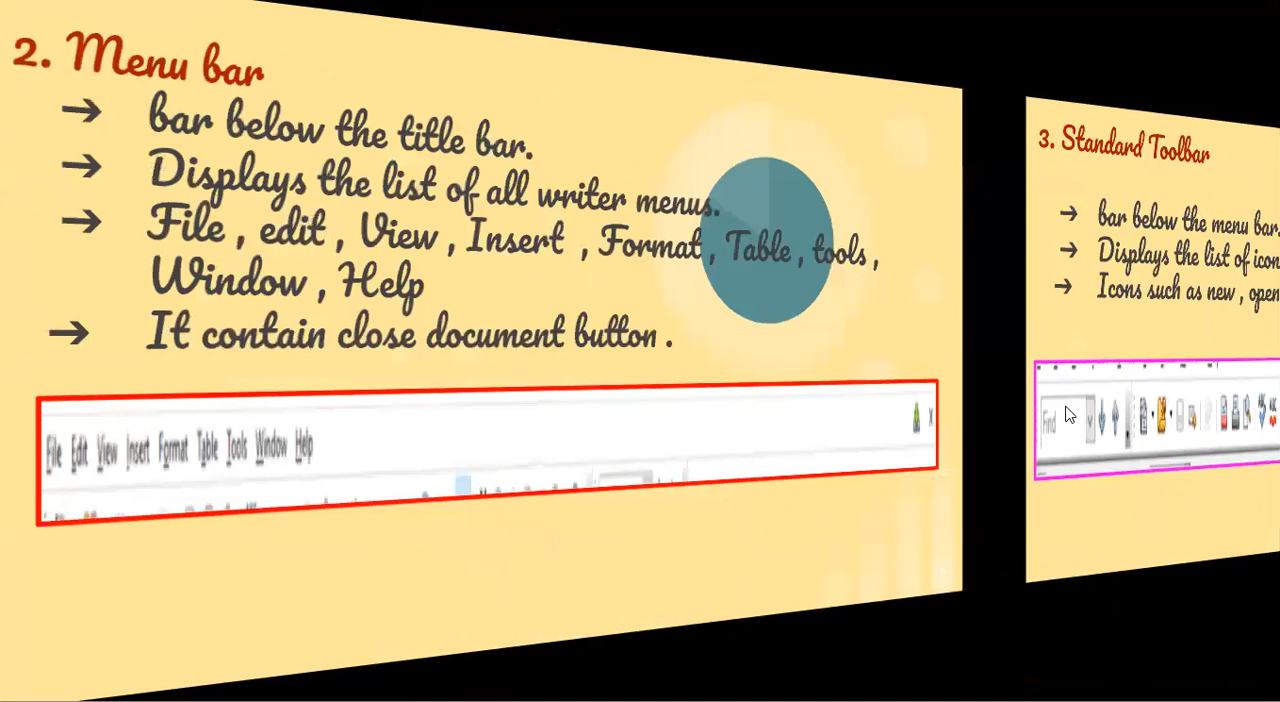 2. Menu bar
➔ bar below the title bar.
➔ Displays the list of all writer menus.
➔ File , edit , View , Insert , Format , Table , tools ,
Window , Help
➔ It contain close document button .
File Edit View Insert Format Table Tools Window Help X
3. Standard Toolbar
➔ bar below the menu bar.
➔ Displays the list of icon
➔ Icons such as new , open
Find